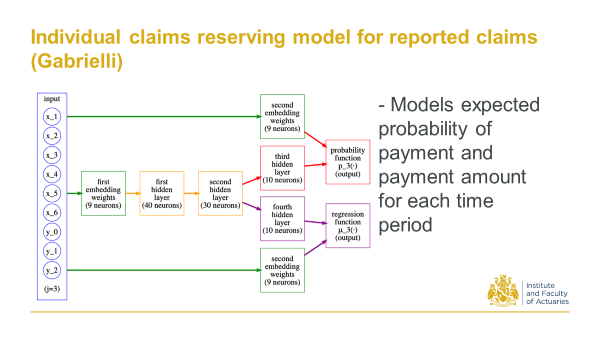 Individual claims reserving model for reported claims
(Gabrielli)
input
x_1
x_2
x_3
x_4
x_5
x_6
y_0
y_1
y_2
(j=3)
first
embedding
weights
(9 neurons)
first
hidden
layer
(40 neurons)
second
hidden
layer
(30 neurons)
second
embedding
weights
(9 neurons)
third
hidden
layer
(10 neurons)
fourth
hidden
layer
(10 neurons)
second
embedding
weights
(9 neurons)
probability
function
p_3(·)
(output)
regression
function
μ_3(·)
(output)
- Models expected
probability of
payment and
payment amount
for each time
period
Institute
and Faculty
of Actuaries